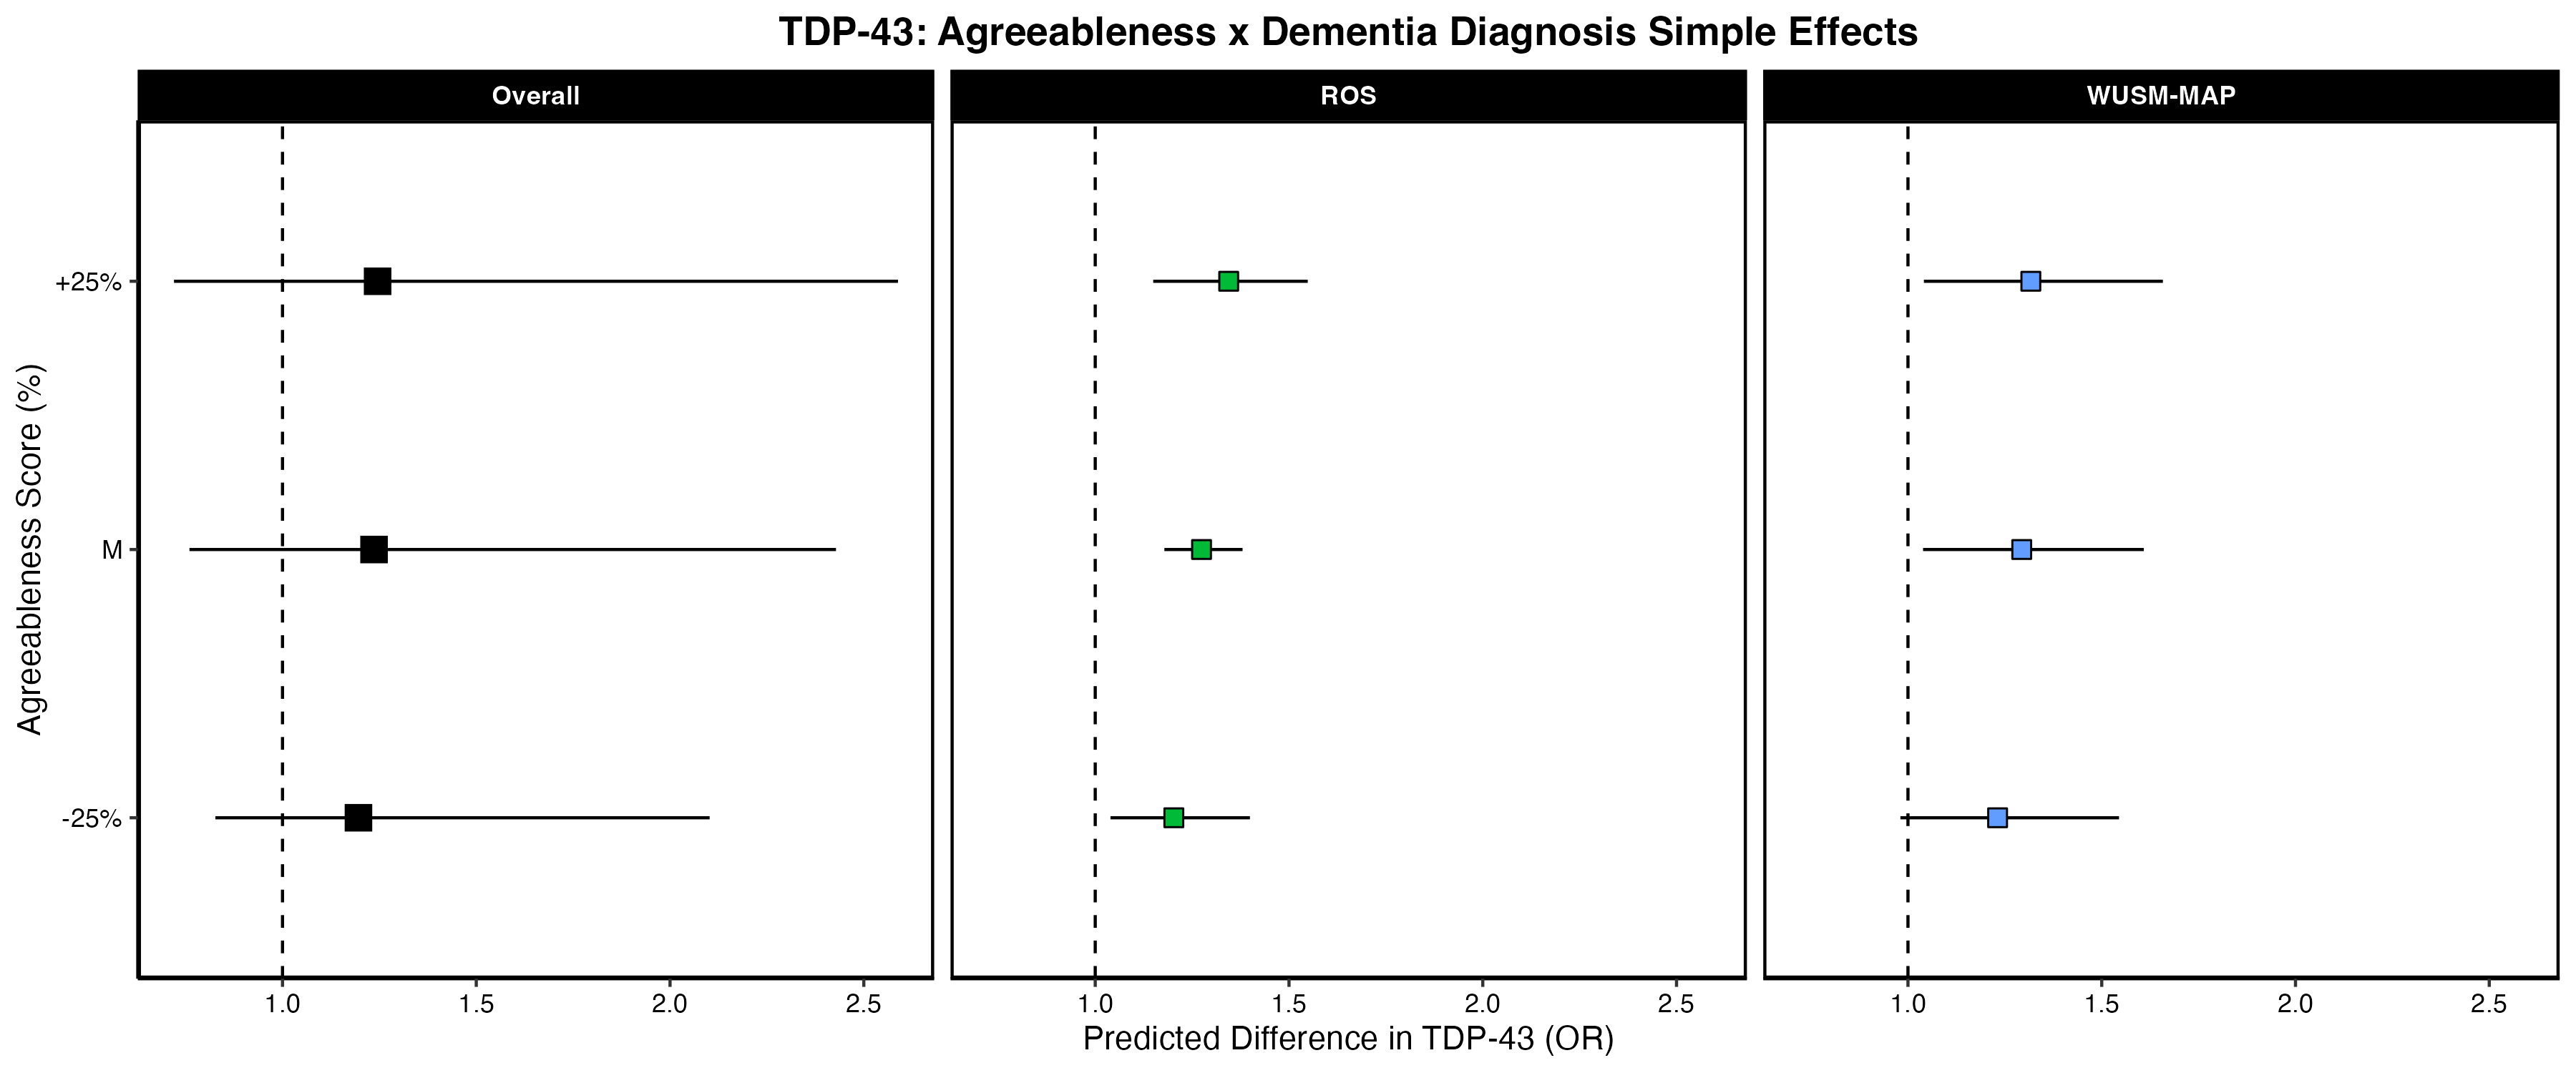 TDP-43: Agreeableness x Dementia Diagnosis Simple Effects
Overall
ROS
WUSM-MAP
Agreeableness Score (%)
+25%
M
-25%
1.0 1.5 2.0 2.5
1.0 1.5 2.0 2.5
1.0 1.5 2.0 2.5
Predicted Difference in TDP-43 (OR)